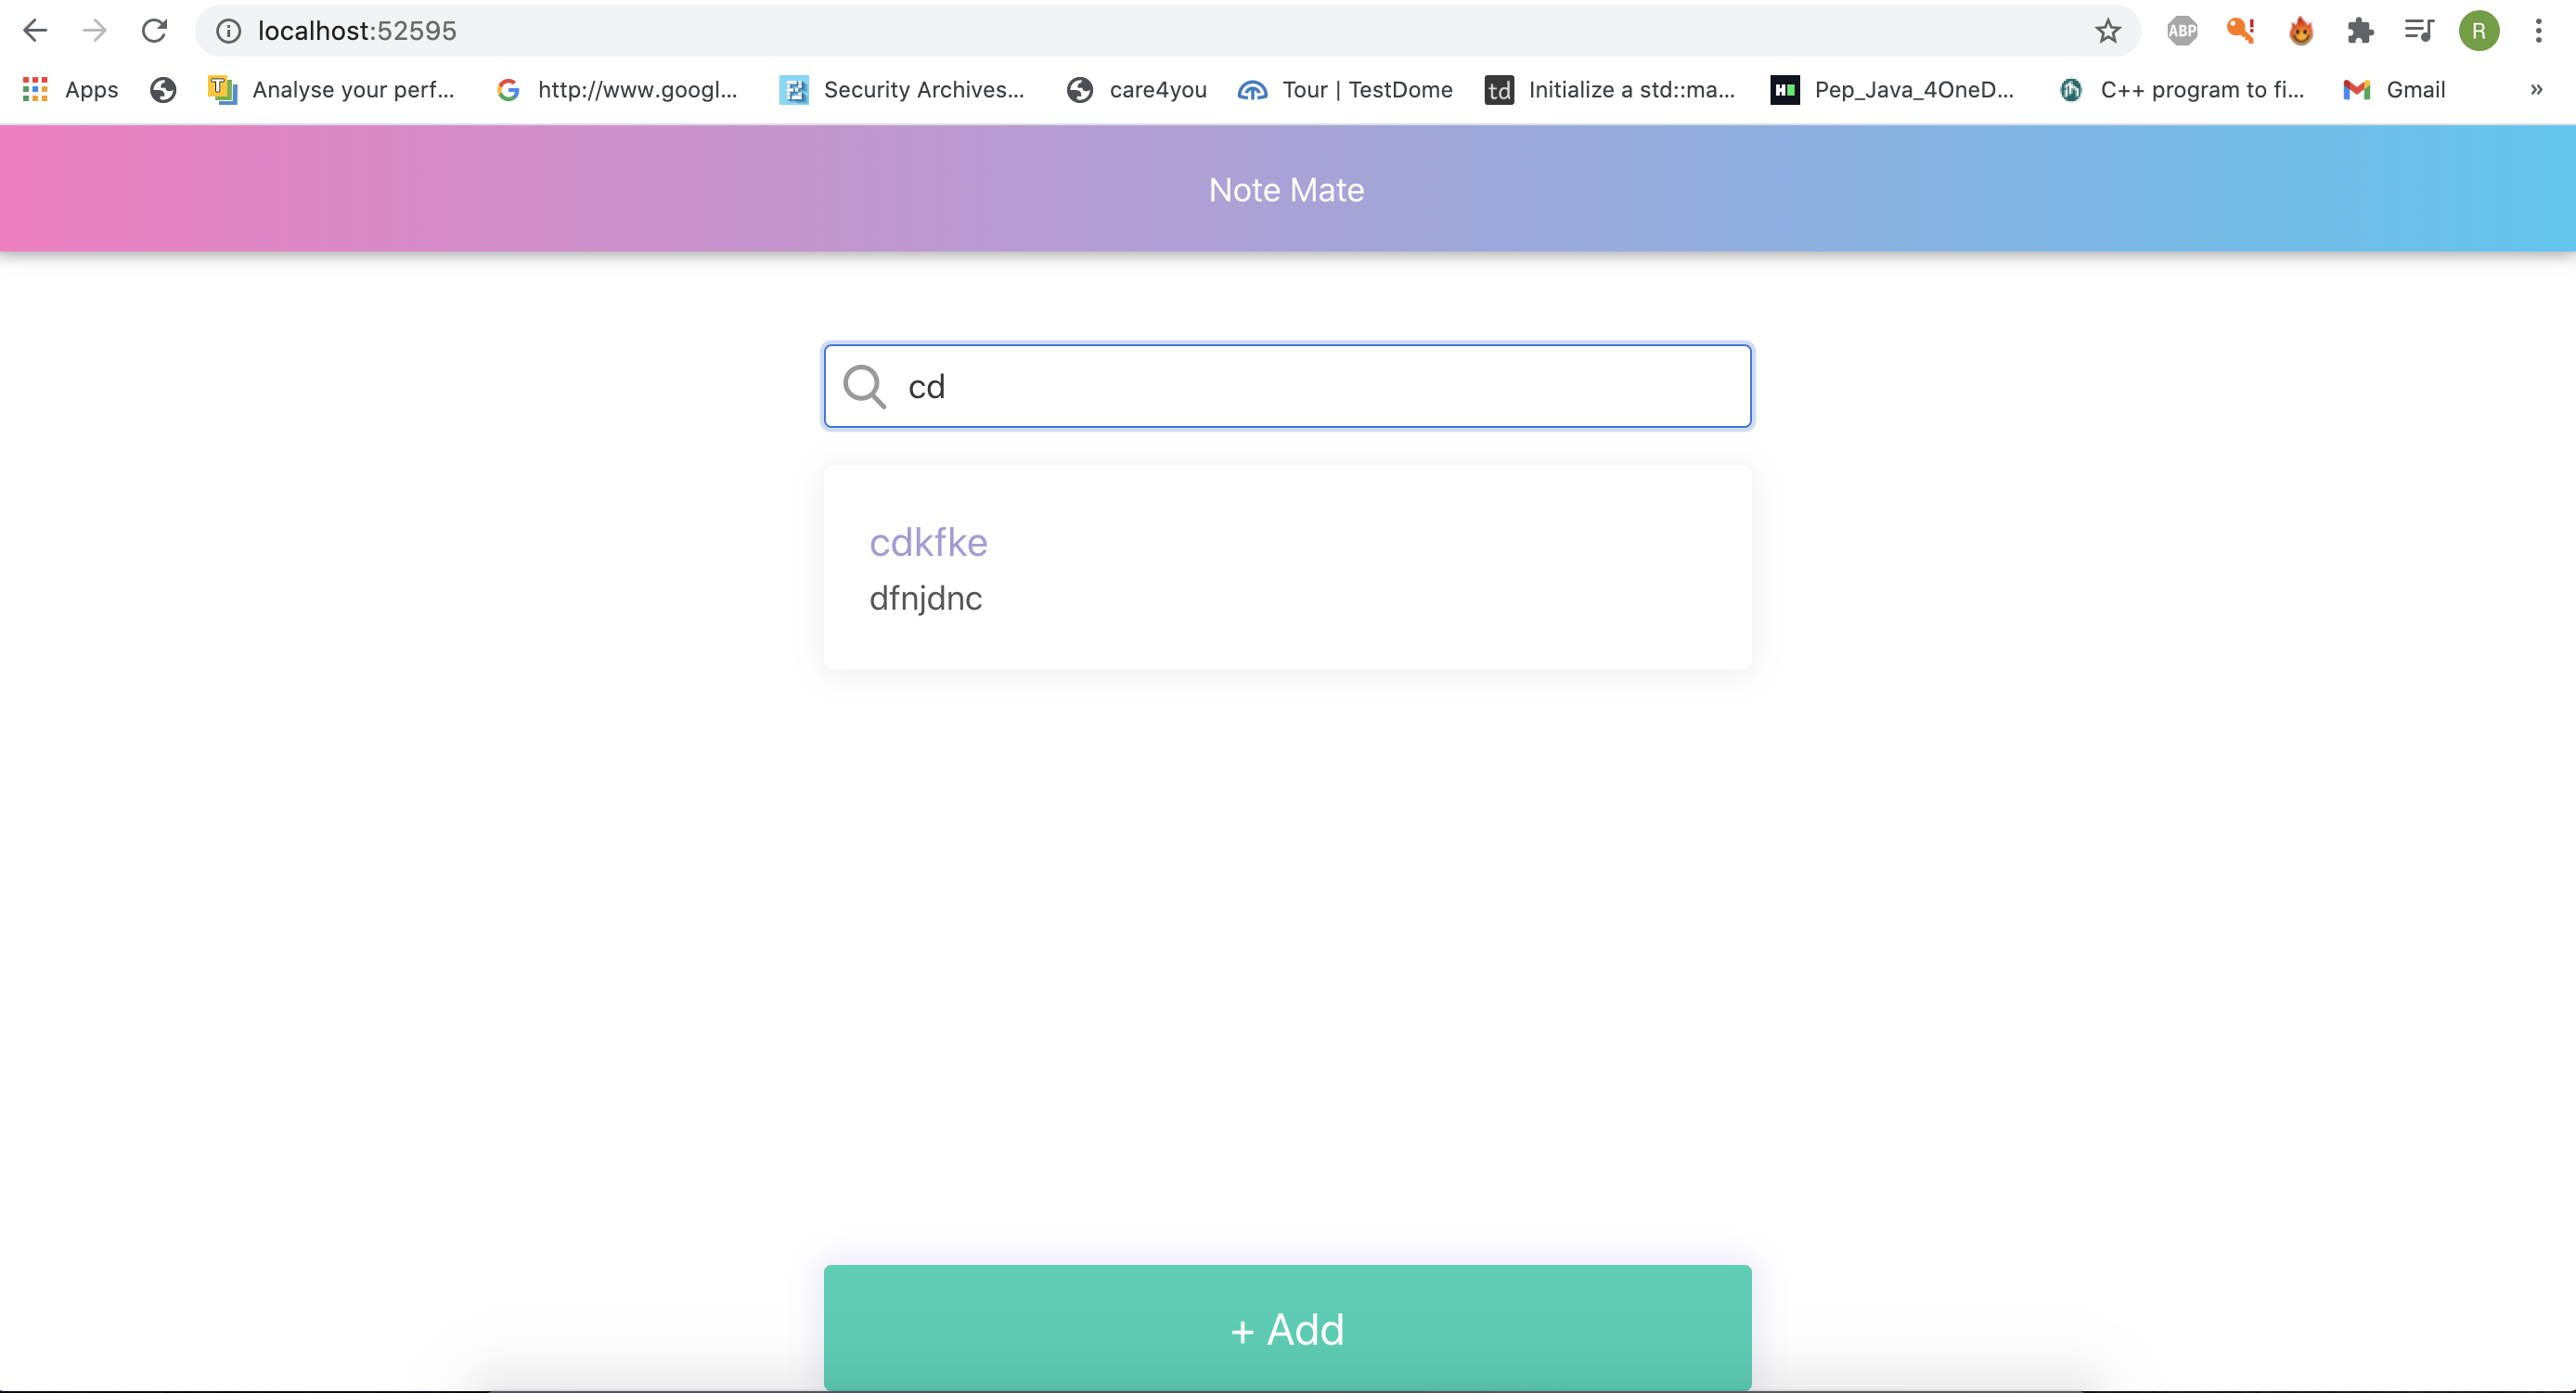 localhost:52595
ABP
R
Apps
T
Analyse your perf...
http://www.googl...
Security Archives...
care4you
Tour | TestDome
td
Initialize a std::ma...
H
Pep_Java_4OneD...
C++ program to fi...
Gmail
»
Note Mate
cd
cdkfke
dfnjdnc
+ Add